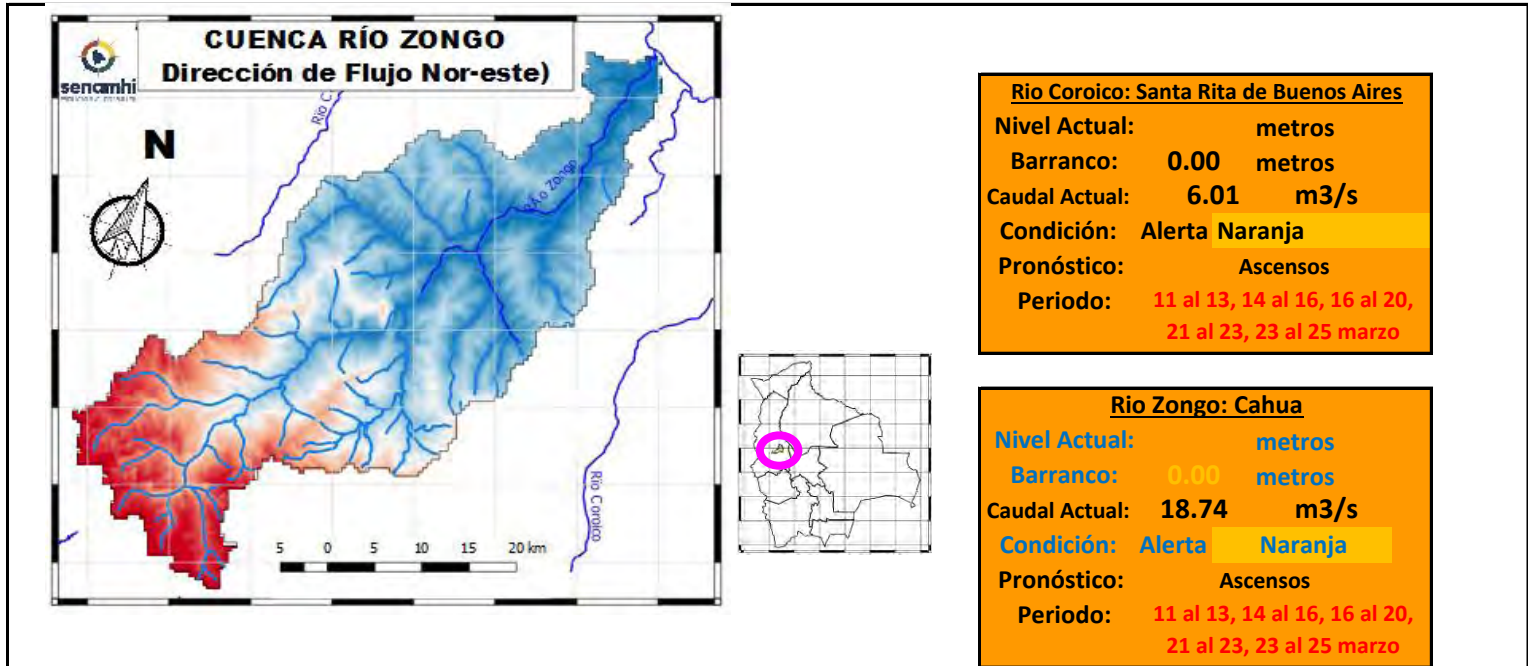 CUENCA RÍO ZONGO
Dirección de Flujo Nor-este)
sencmhi
N
Río C
Río Zongo
Río Coroico
5 0 5 10 15 20 km
Rio Coroico: Santa Rita de Buenos Aires
Nivel Actual: metros
Barranco: 0.00 metros
Caudal Actual: 6.01 m3/s
Condición: Alerta Naranja
Pronóstico: Ascensos
Periodo: 11 al 13, 14 al 16, 16 al 20,
21 al 23, 23 al 25 marzo
Rio Zongo: Cahua
Nivel Actual: metros
Barranco: 0.00 metros
Caudal Actual: 18.74 m3/s
Condición: Alerta Naranja
Pronóstico: Ascensos
Periodo: 11 al 13, 14 al 16, 16 al 20,
21 al 23, 23 al 25 marzo